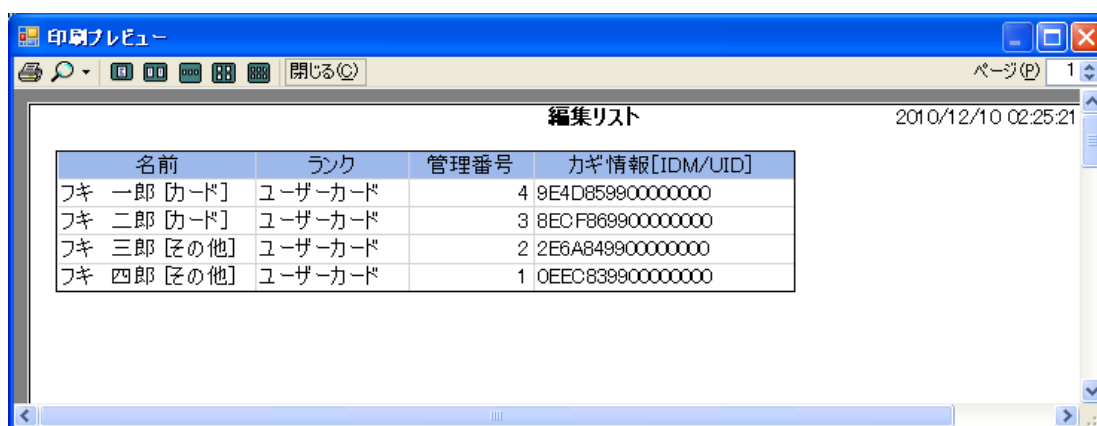 印刷プレビュー
閉じる(C) ページ(P) 1
編集リスト 2010/12/10 02:25:21
名前 ランク 管理番号 カギ情報[IDM/UID]
フキ 一郎 [カード] ユーザーカード 4 9E4D859900000000
フキ 二郎 [カード] ユーザーカード 3 8ECF869900000000
フキ 三郎 [その他] ユーザーカード 2 2E6A849900000000
フキ 四郎 [その他] ユーザーカード 1 0EEC839900000000